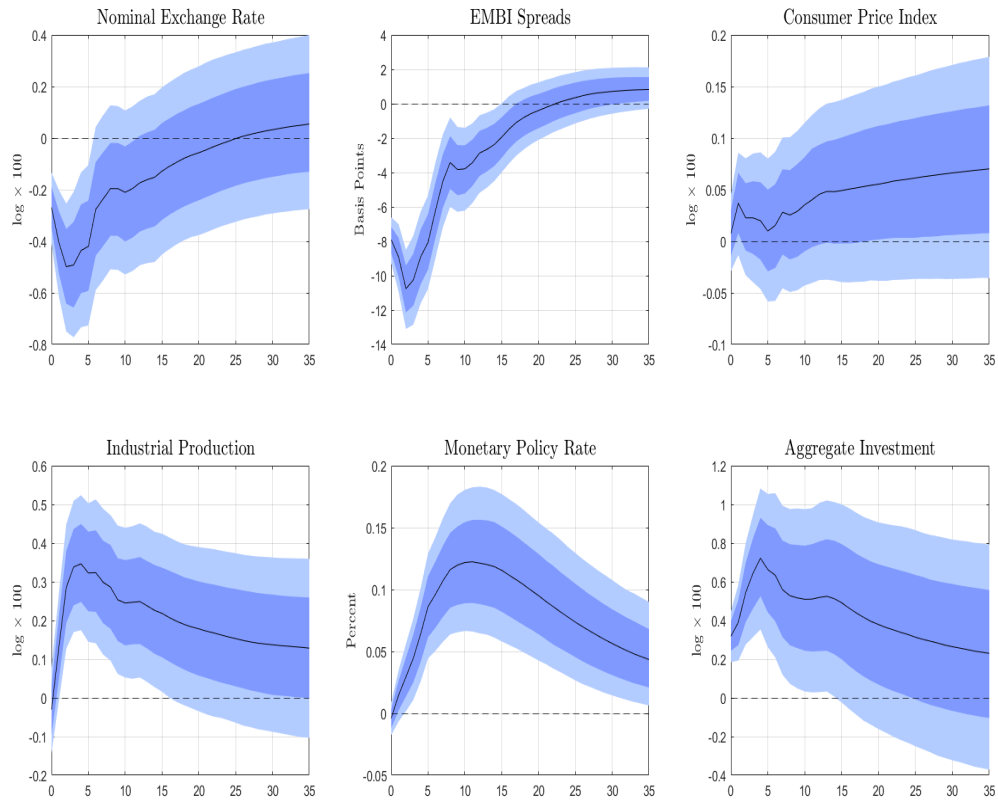 Nominal Exchange Rate
EMBI Spreads
Consumer Price Index
log × 100
0.4
0.2
0
-0.2
-0.4
-0.6
-0.8
0 5 10 15 20 25 30 35
Basis Points
4
2
0
-2
-4
-6
-8
-10
-12
-14
0 5 10 15 20 25 30 35
log × 100
0.2
0.15
0.1
0.05
0
-0.05
-0.1
0 5 10 15 20 25 30 35
Industrial Production
Monetary Policy Rate
Aggregate Investment
log × 100
0.6
0.5
0.4
0.3
0.2
0.1
0
-0.1
-0.2
0 5 10 15 20 25 30 35
Percent
0.2
0.15
0.1
0.05
0
-0.05
0 5 10 15 20 25 30 35
log × 100
1.2
1
0.8
0.6
0.4
0.2
0
-0.2
-0.4
0 5 10 15 20 25 30 35